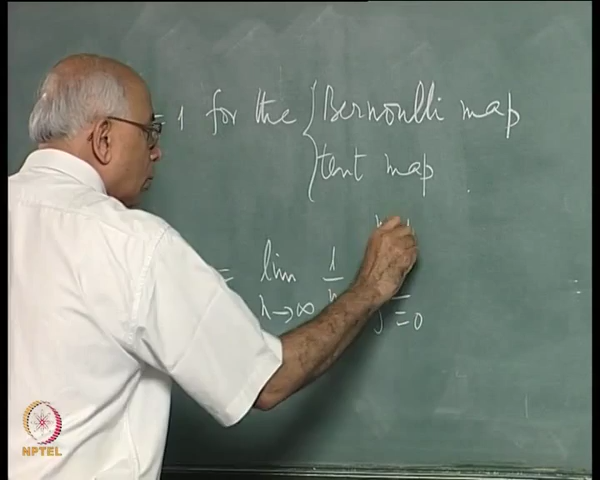 = 1 for the { Bernoulli map
tent map .
= lim 1
n→∞ n j=0
NPTEL